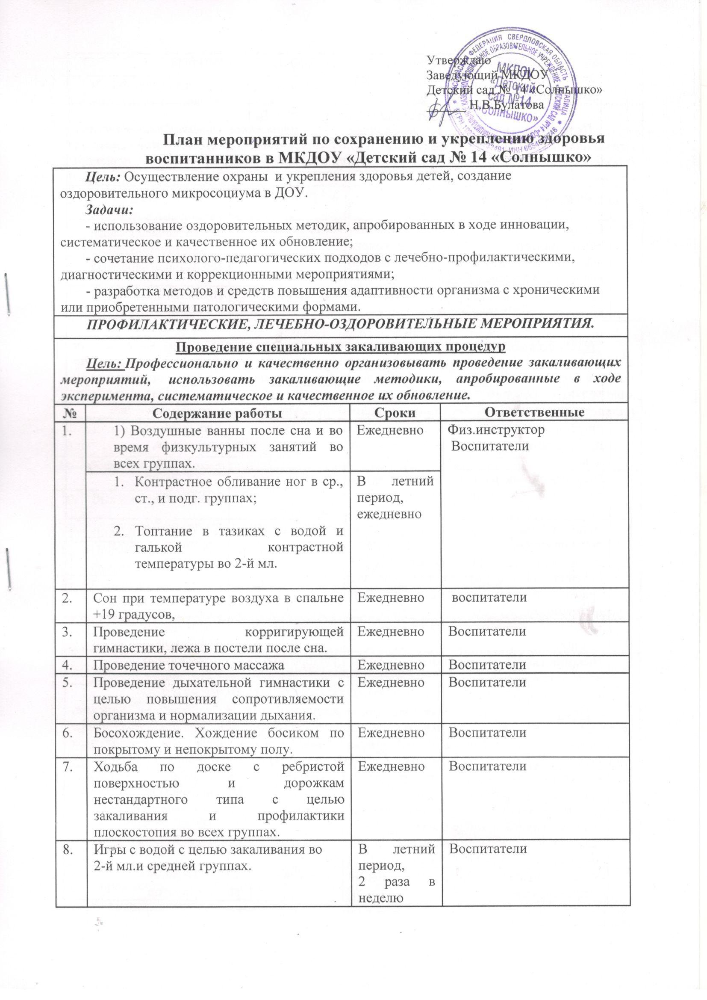 Утверждаю
Заведующий МКДОУ
Детский сад № 14 «Солнышко»
Н.В.Булатова
РОССИЙСКАЯ ФЕДЕРАЦИЯ СВЕРДЛОВСКАЯ ОБЛАСТЬ
ДОШКОЛЬНОЕ ОБРАЗОВАТЕЛЬНОЕ УЧРЕЖДЕНИЕ «ДЕТСКИЙ САД №14
МКДОУ
«Детский
сад №14
«Солнышко»
План мероприятий по сохранению и укреплению здоровья
воспитанников в МКДОУ «Детский сад № 14 «Солнышко»
Цель: Осуществление охраны и укрепления здоровья детей, создание
оздоровительного микросоциума в ДОУ.
Задачи:
- использование оздоровительных методик, апробированных в ходе инновации,
систематическое и качественное их обновление;
- сочетание психолого-педагогических подходов с лечебно-профилактическими,
диагностическими и коррекционными мероприятиями;
- разработка методов и средств повышения адаптивности организма с хроническими
или приобретенными патологическими формами.
ПРОФИЛАКТИЧЕСКИЕ, ЛЕЧЕБНО-ОЗДОРОВИТЕЛЬНЫЕ МЕРОПРИЯТИЯ.
Проведение специальных закаливающих процедур
Цель: Профессионально и качественно организовывать проведение закаливающих
мероприятий, использовать закаливающие методики, апробированные в ходе
эксперимента, систематическое и качественное их обновление.
№ Содержание работы Сроки Ответственные
1. 1) Воздушные ванны после сна и во Ежедневно Физ.инструктор
время физкультурных занятий во Воспитатели
всех группах.
1. Контрастное обливание ног в ср., В летний
ст., и подг. группах; период,
ежедневно
2. Топтание в тазиках с водой и
галькой контрастной
температуры во 2-й мл.
2. Сон при температуре воздуха в спальне Ежедневно воспитатели
+19 градусов,
3. Проведение корригирующей Ежедневно Воспитатели
гимнастики, лежа в постели после сна.
4. Проведение точечного массажа Ежедневно Воспитатели
5. Проведение дыхательной гимнастики с Ежедневно Воспитатели
целью повышения сопротивляемости
организма и нормализации дыхания.
6. Босохождение. Хождение босиком по Ежедневно Воспитатели
покрытому и непокрытому полу.
7. Ходьба по доске с ребристой Ежедневно Воспитатели
поверхностью и дорожкам
нестандартного типа с целью
закаливания и профилактики
плоскостопия во всех группах.
8. Игры с водой с целью закаливания во В летний Воспитатели
2-й мл.и средней группах. период,
2 раза в
неделю